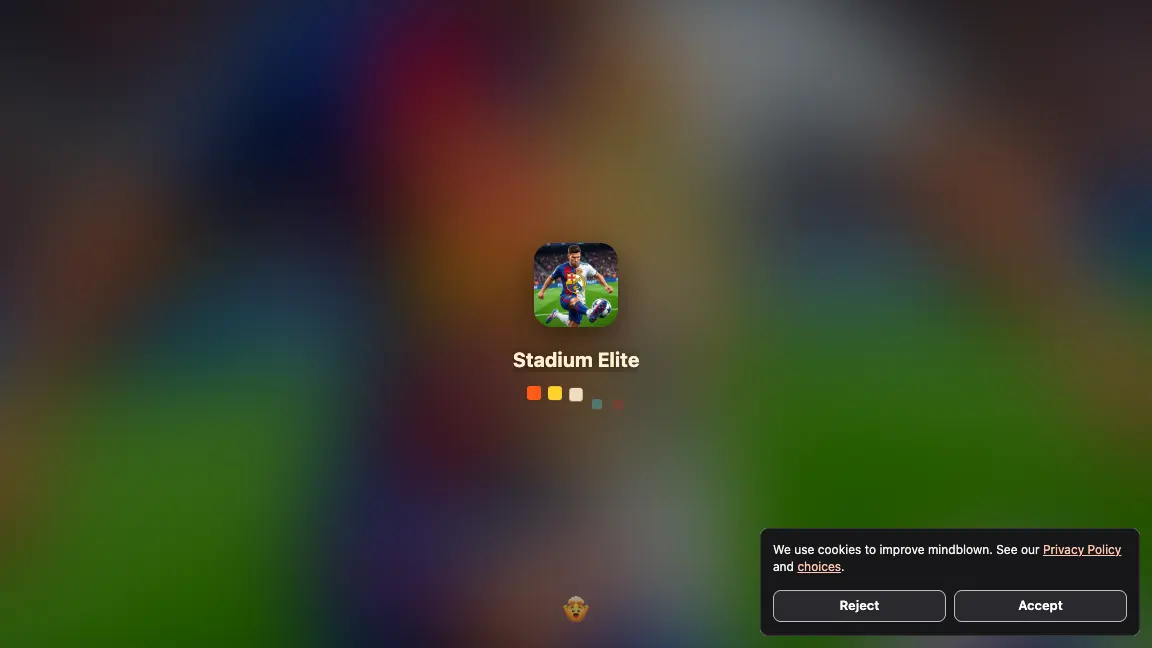 Stadium Elite
We use cookies to improve mindblown. See our Privacy Policy
and choices.
Reject
Accept